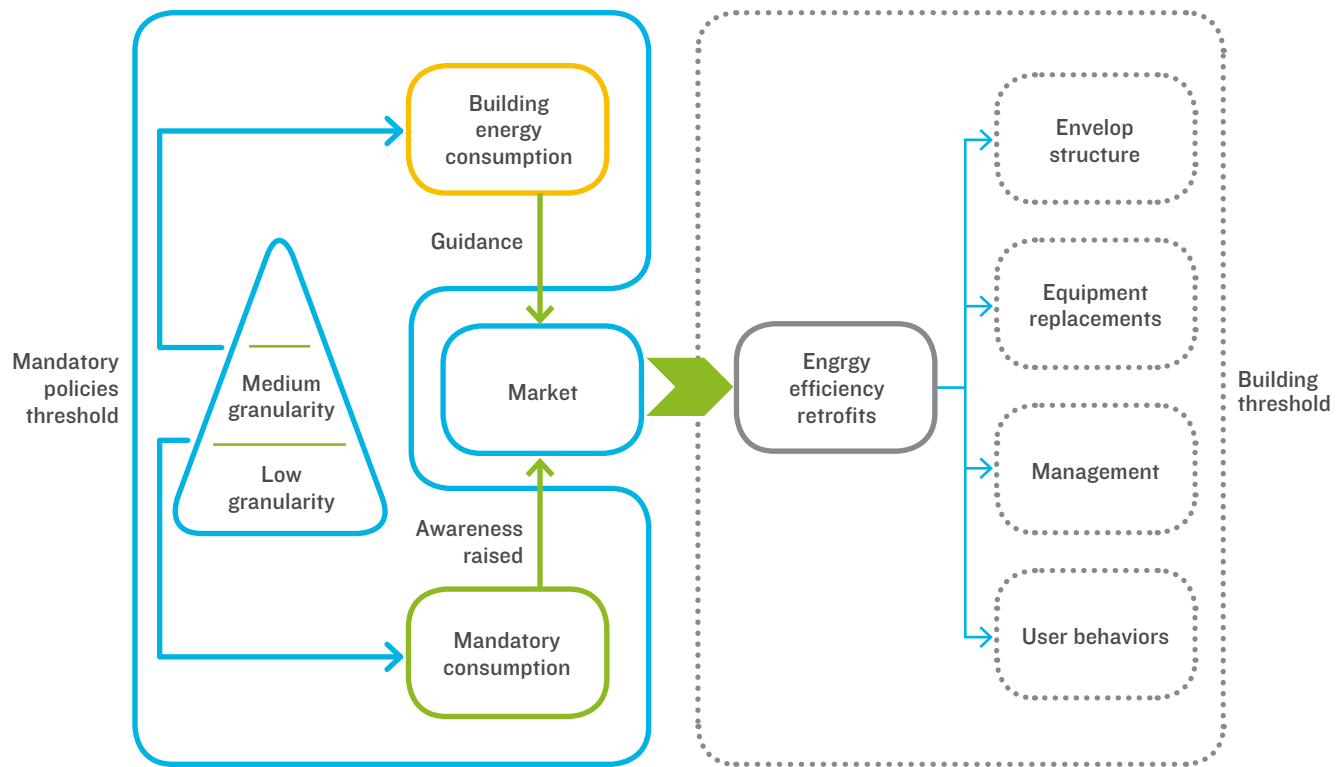 Mandatory
policies
threshold
Building
energy
consumption
Guidance
Medium
granularity
Low
granularity
Market
Awareness
raised
Mandatory
consumption
Engrgy
efficiency
retrofits
Envelop
structure
Equipment
replacements
Management
User behaviors
Building
threshold